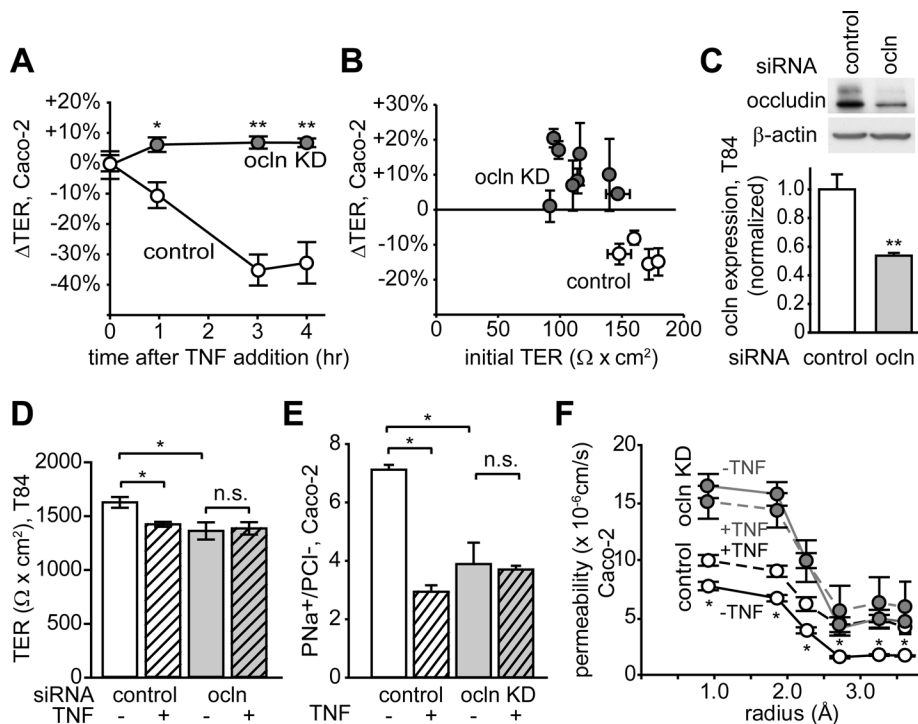 A
ΔTER, Caco-2
+20%
+10%
0%
-10%
-20%
-30%
-40%
* ** **
ocln KD
control
0 1 2 3 4
time after TNF addition (hr)
B
ΔTER, Caco-2
+20%
+10%
0
-10%
-20%
ocln KD
control
0 40 80 120 200
initial TER (Ω x cm²)
C
siRNA control ocln
occludin
β-actin
ocln expression, T84
(normalized)
1.0
0.8
0.6
0.4
0.2
0
**
siRNA control ocln
D
TER (Ω x cm²), T84
2000
1500
1000
500
0
*
*
n.s.
siRNA control ocln
TNF - + - +
E
PNa⁺/PCl-, Caco-2
8
6
4
2
0
*
*
n.s.
control ocln KD
TNF - + - +
F
permeability (x 10⁻⁶cm/s)
Caco-2
20
15
10
5
0
ocln KD
control
-TNF
+TNF
+TNF
-TNF
* * * * * *
1.0 2.0 3.0
radius (Å)